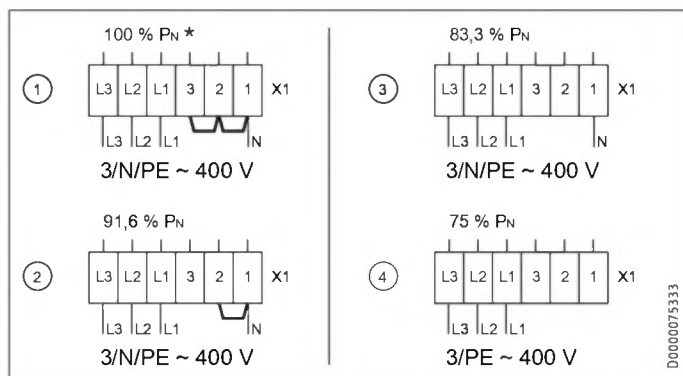 100 % PN *
1
L3 L2 L1 3 2 1 X1
L3 L2 L1 N
3/N/PE ~ 400 V
91,6 % PN
2
L3 L2 L1 3 2 1 X1
L3 L2 L1 N
3/N/PE ~ 400 V
83,3 % PN
3
L3 L2 L1 3 2 1 X1
L3 L2 L1 N
3/N/PE ~ 400 V
75 % PN
4
L3 L2 L1 3 2 1 X1
L3 L2 L1
3/PE ~ 400 V
D0000075333